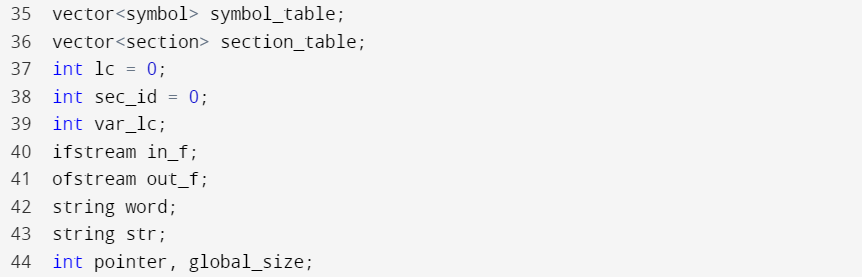 35 vector<symbol> symbol_table;
36 vector<section> section_table;
37 int lc = 0;
38 int sec_id = 0;
39 int var_lc;
40 ifstream in_f;
41 ofstream out_f;
42 string word;
43 string str;
44 int pointer, global_size;